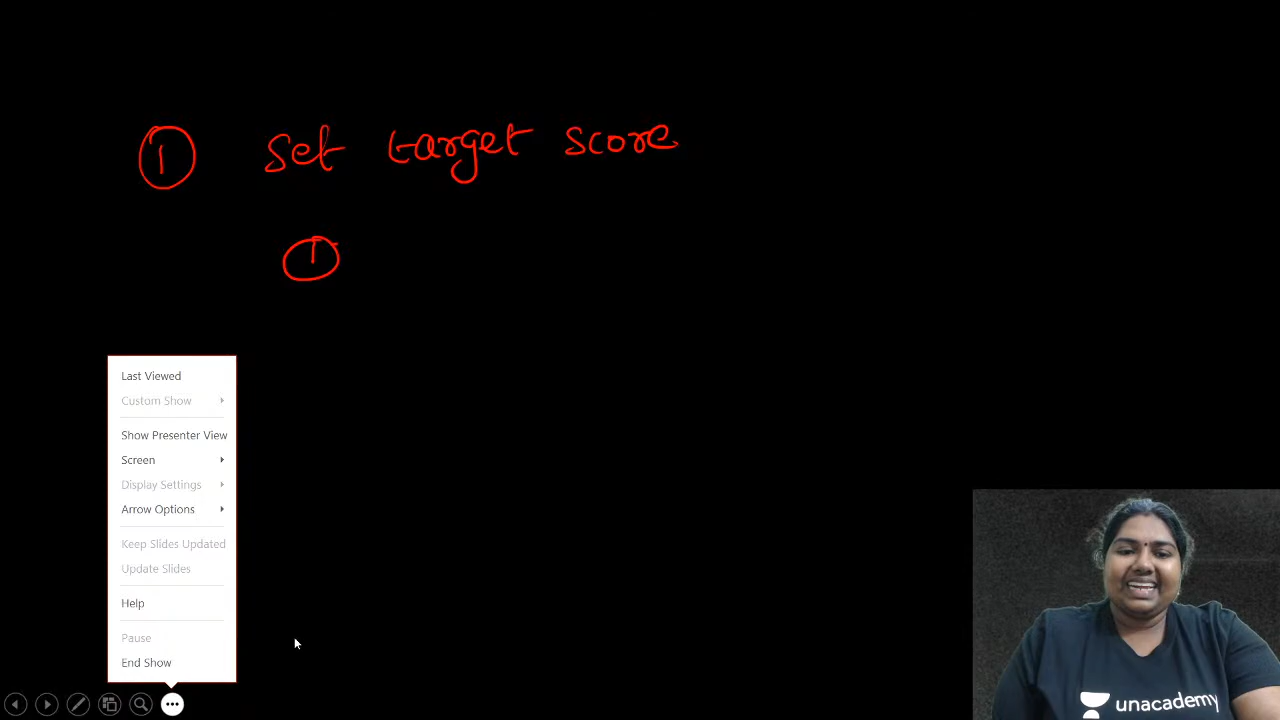 ① Set target score
①
Last Viewed
Custom Show
Show Presenter View
Screen
Display Settings
Arrow Options
Keep Slides Updated
Update Slides
Help
Pause
End Show
unacademy